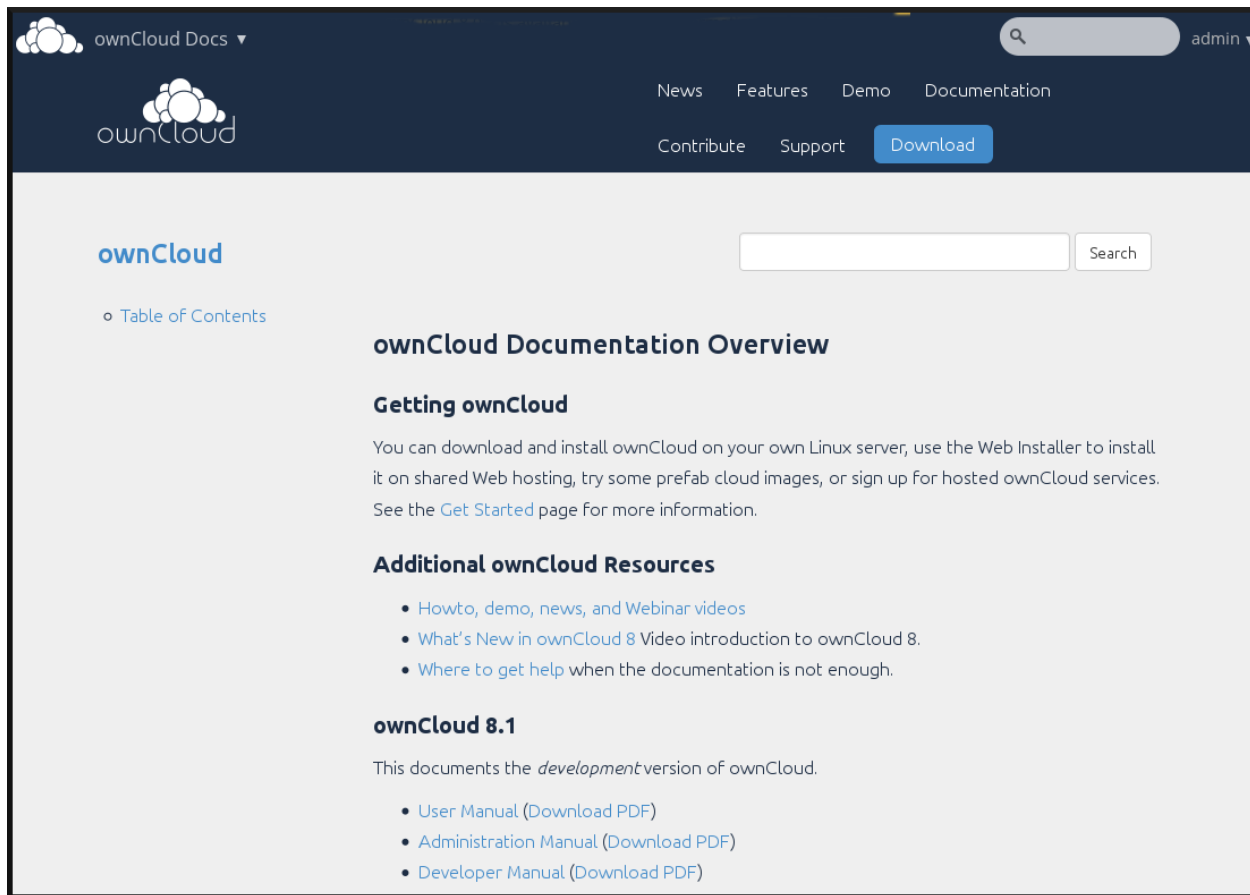 ownCloud Docs ▼
admin ▾
ownCloud
News Features Demo Documentation
Contribute Support Download
ownCloud
Search
Table of Contents
ownCloud Documentation Overview
Getting ownCloud
You can download and install ownCloud on your own Linux server, use the Web Installer to install
it on shared Web hosting, try some prefab cloud images, or sign up for hosted ownCloud services.
See the Get Started page for more information.
Additional ownCloud Resources
• Howto, demo, news, and Webinar videos
• What's New in ownCloud 8 Video introduction to ownCloud 8.
• Where to get help when the documentation is not enough.
ownCloud 8.1
This documents the development version of ownCloud.
• User Manual (Download PDF)
• Administration Manual (Download PDF)
• Developer Manual (Download PDF)